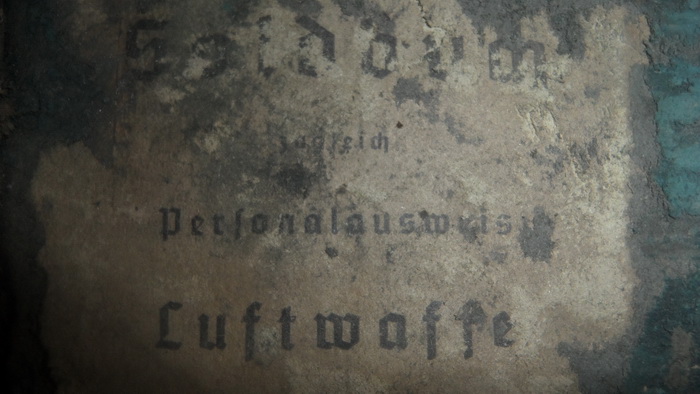 Soldbuch
zugleich
Personalausweis
Luftwaffe